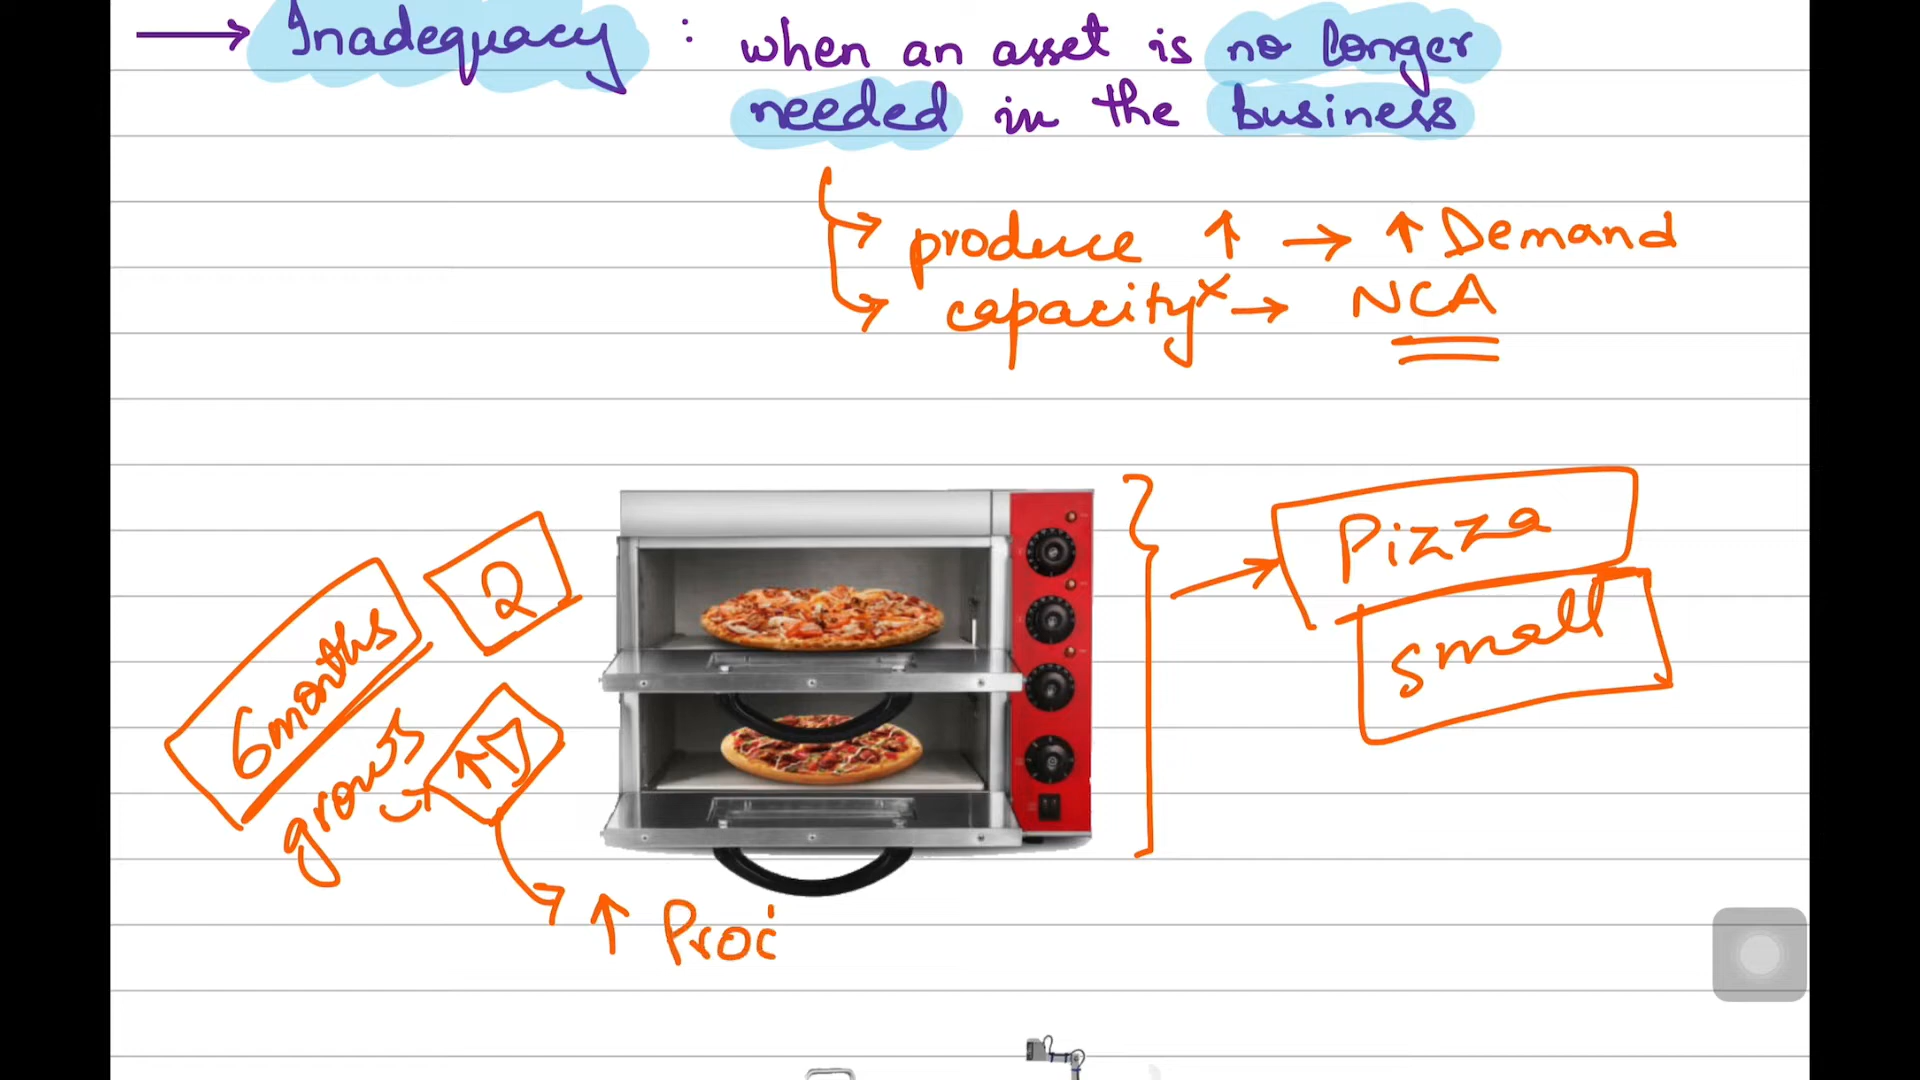 → Inadequacy : when an asset is no longer
needed in the business
→ produce ↑ → ↑ Demand
→ capacity x → NCA
Pizza
small
2
6 months
grows
↑D
↑ Proc